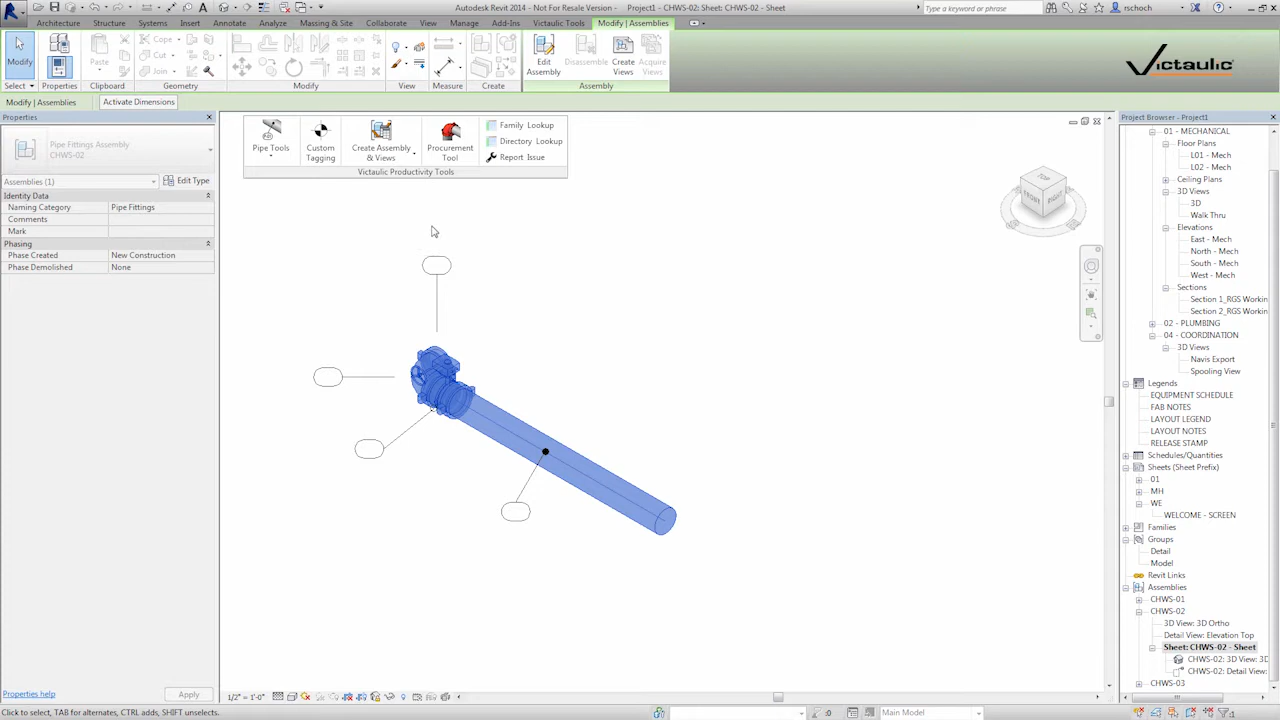 Autodesk Revit 2014 - Not For Resale Version - Project1 - CHWS-02: Sheet: CHWS-02 - Sheet
Type a keyword or phrase
rschoch
Architecture Structure Systems Insert Annotate Analyze Massing & Site Collaborate View Manage Add-Ins Victaulic Tools Modify | Assemblies
Modify Paste Cope Cut Join Edit Assembly Disassemble Create Views Acquire Views
Select Properties Clipboard Geometry Modify View Measure Create Assembly
Victaulic
Modify | Assemblies Activate Dimensions
Properties
Pipe Fittings Assembly
CHWS-02
Assemblies (1) Edit Type
Identity Data
Naming Category Pipe Fittings
Comments
Mark
Phasing
Phase Created New Construction
Phase Demolished None
Properties help Apply
Pipe Tools
Custom Tagging
Create Assembly & Views
Procurement Tool
Family Lookup
Directory Lookup
Report Issue
Victaulic Productivity Tools
TOP
FRONT
RIGHT
Project Browser - Project1
01 - MECHANICAL
Floor Plans
L01 - Mech
L02 - Mech
Ceiling Plans
3D Views
3D
Walk Thru
Elevations
East - Mech
North - Mech
South - Mech
West - Mech
Sections
Section 1_RGS Workin
Section 2_RGS Workin
02 - PLUMBING
04 - COORDINATION
3D Views
Navis Export
Spooling View
Legends
EQUIPMENT SCHEDULE
FAB NOTES
LAYOUT LEGEND
LAYOUT NOTES
RELEASE STAMP
Schedules/Quantities
Sheets (Sheet Prefix)
01
MH
WE
WELCOME - SCREEN
Families
Groups
Detail
Model
Revit Links
Assemblies
CHWS-01
CHWS-02
3D View: 3D Ortho
Detail View: Elevation Top
Sheet: CHWS-02 - Sheet
CHWS-02: 3D View: 3D
CHWS-02: Detail View:
CHWS-03
1/2" = 1'-0"
Click to select, TAB for alternates, CTRL adds, SHIFT unselects.
:0
Main Model
:1